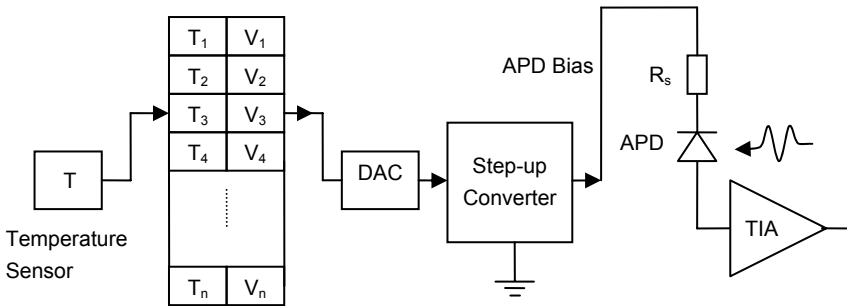 T₁ V₁
T₂ V₂
T₃ V₃
T₄ V₄
Tₙ Vₙ
T
Temperature
Sensor
DAC
Step-up
Converter
APD Bias
Rₛ
APD
TIA